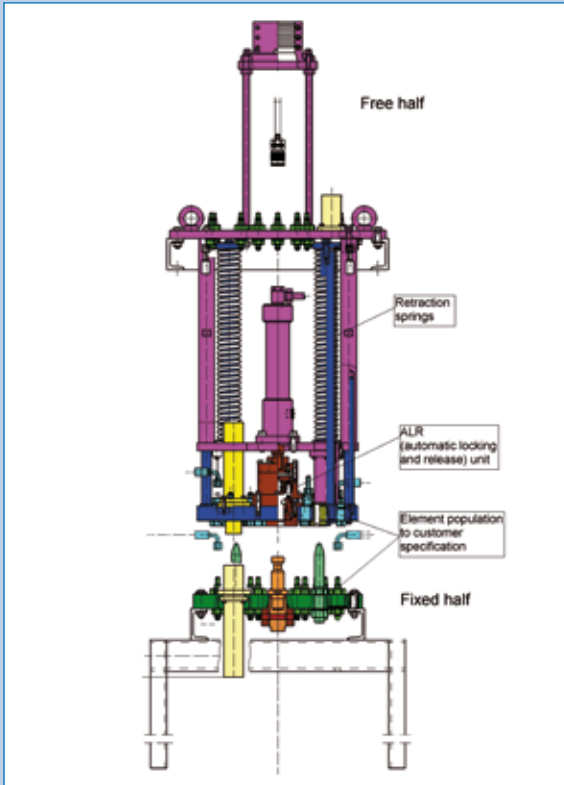 Free half
Retraction
springs
ALR
(automatic locking
and release) unit
Element population
to customer
specification
Fixed half